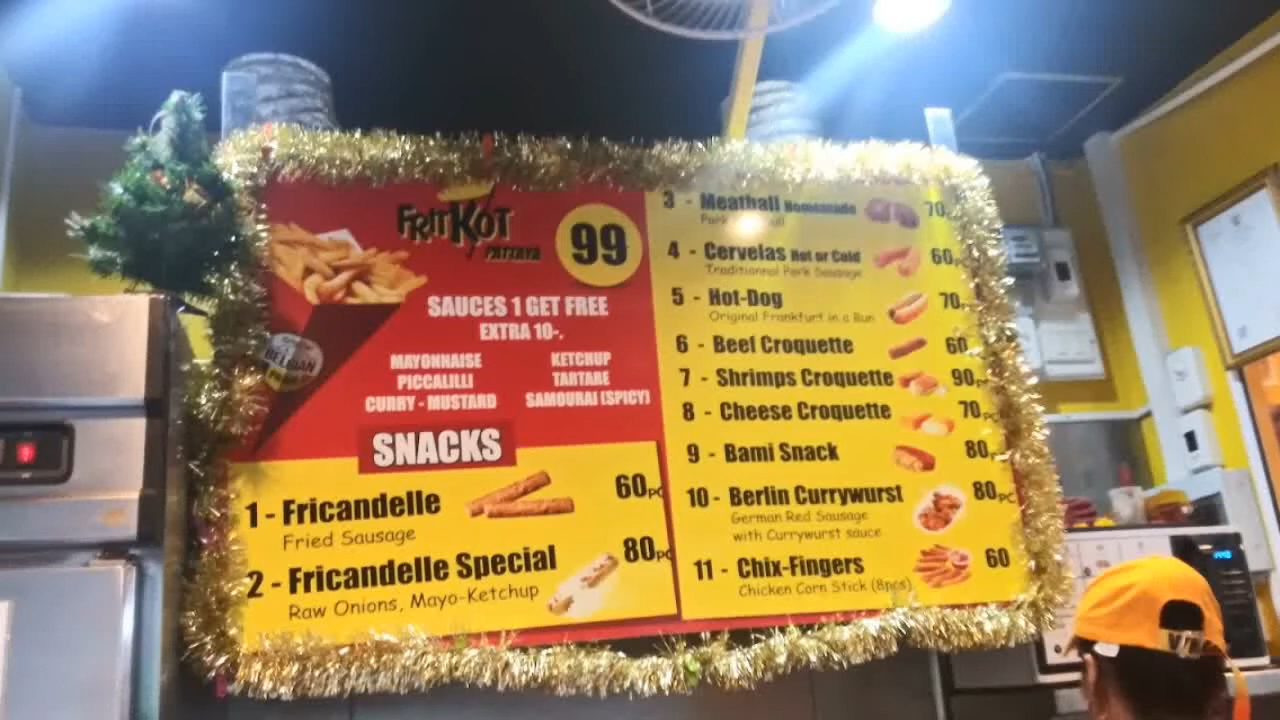 FRITKOT
PATTAYA
99
SAUCES 1 GET FREE
EXTRA 10-.
MAYONNAISE KETCHUP
PICCALILLI TARTARE
CURRY - MUSTARD SAMOURAI (SPICY)
BELGIAN
SNACKS
1 - Fricandelle 60PC
Fried Sausage
2 - Fricandelle Special 80PC
Raw Onions, Mayo-Ketchup
3 - Meatball Homemade 70
Pork
4 - Cervelas Hot or Cold 60
Traditionnal Pork Sausage
5 - Hot-Dog 70
Original Frankfurt in a Bun
6 - Beef Croquette 60
7 - Shrimps Croquette 90
8 - Cheese Croquette 70PC
9 - Bami Snack 80
10 - Berlin Currywurst 80PC
German Red Sausage
with Currywurst sauce
11 - Chix-Fingers 60
Chicken Corn Stick (8pcs)